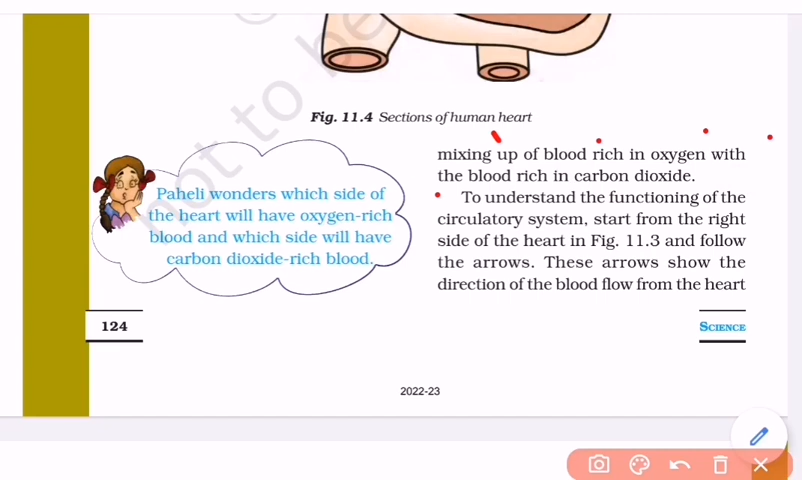 not to be
Fig. 11.4 Sections of human heart
Paheli wonders which side of
the heart will have oxygen-rich
blood and which side will have
carbon dioxide-rich blood.
mixing up of blood rich in oxygen with
the blood rich in carbon dioxide.
To understand the functioning of the
circulatory system, start from the right
side of the heart in Fig. 11.3 and follow
the arrows. These arrows show the
direction of the blood flow from the heart
124
SCIENCE
2022-23